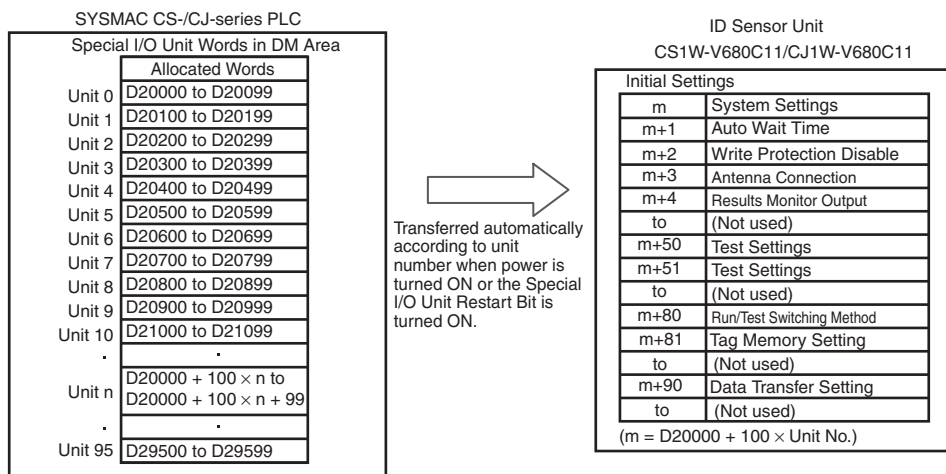 SYSMAC CS-/CJ-series PLC
Special I/O Unit Words in DM Area
Allocated Words
Unit 0 D20000 to D20099
Unit 1 D20100 to D20199
Unit 2 D20200 to D20299
Unit 3 D20300 to D20399
Unit 4 D20400 to D20499
Unit 5 D20500 to D20599
Unit 6 D20600 to D20699
Unit 7 D20700 to D20799
Unit 8 D20800 to D20899
Unit 9 D20900 to D20999
Unit 10 D21000 to D21099
· ·
Unit n D20000 + 100 × n to
D20000 + 100 × n + 99
· ·
Unit 95 D29500 to D29599
Transferred automatically
according to unit
number when power is
turned ON or the Special
I/O Unit Restart Bit is
turned ON.
ID Sensor Unit
CS1W-V680C11/CJ1W-V680C11
Initial Settings
m System Settings
m+1 Auto Wait Time
m+2 Write Protection Disable
m+3 Antenna Connection
m+4 Results Monitor Output
to (Not used)
m+50 Test Settings
m+51 Test Settings
to (Not used)
m+80 Run/Test Switching Method
m+81 Tag Memory Setting
to (Not used)
m+90 Data Transfer Setting
to (Not used)
(m = D20000 + 100 × Unit No.)